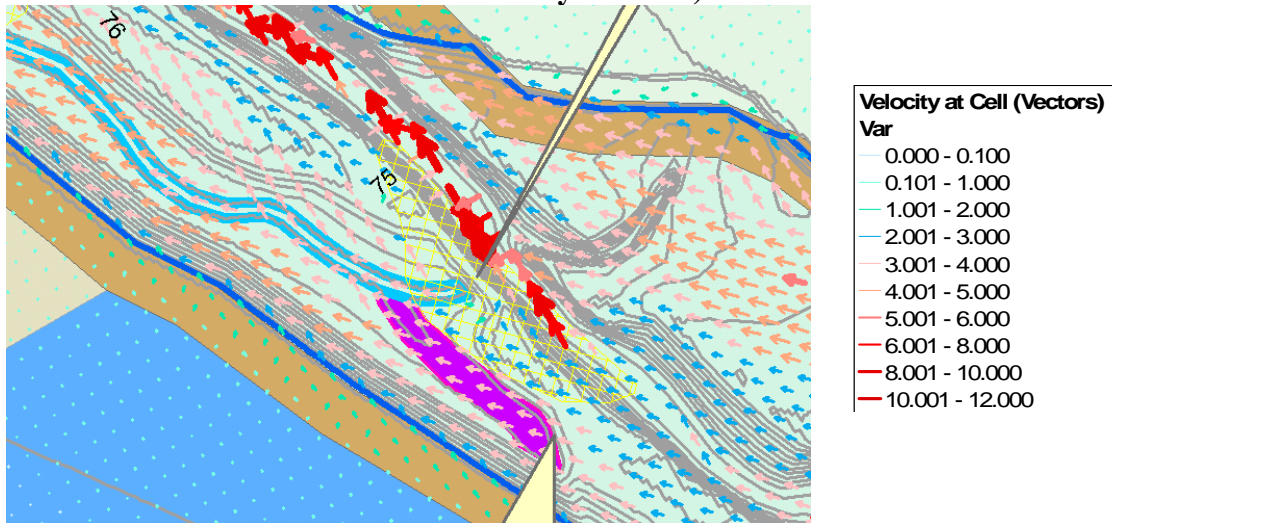 76
75
Velocity at Cell (Vectors)
Var
0.000 - 0.100
0.101 - 1.000
1.001 - 2.000
2.001 - 3.000
3.001 - 4.000
4.001 - 5.000
5.001 - 6.000
6.001 - 8.000
8.001 - 10.000
10.001 - 12.000